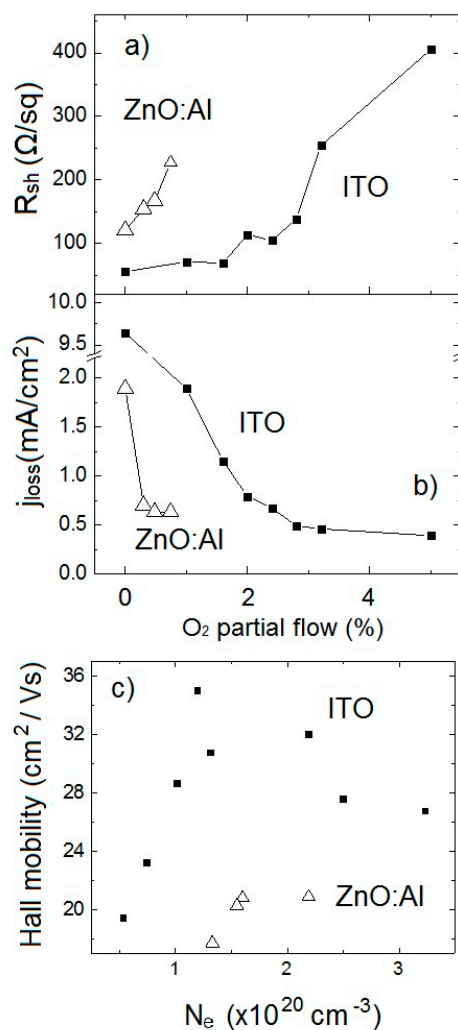 a)
400
300
200
100
R_sh (Ω/sq)
ZnO:Al
ITO
10.0
9.5
2.0
1.5
1.0
0.5
0.0
j_loss(mA/cm²)
ITO
b)
ZnO:Al
0 2 4
O₂ partial flow (%)
c)
36
32
28
24
20
Hall mobility (cm² / Vs)
ITO
ZnO:Al
1 2 3
N_e (x10²⁰ cm⁻³)